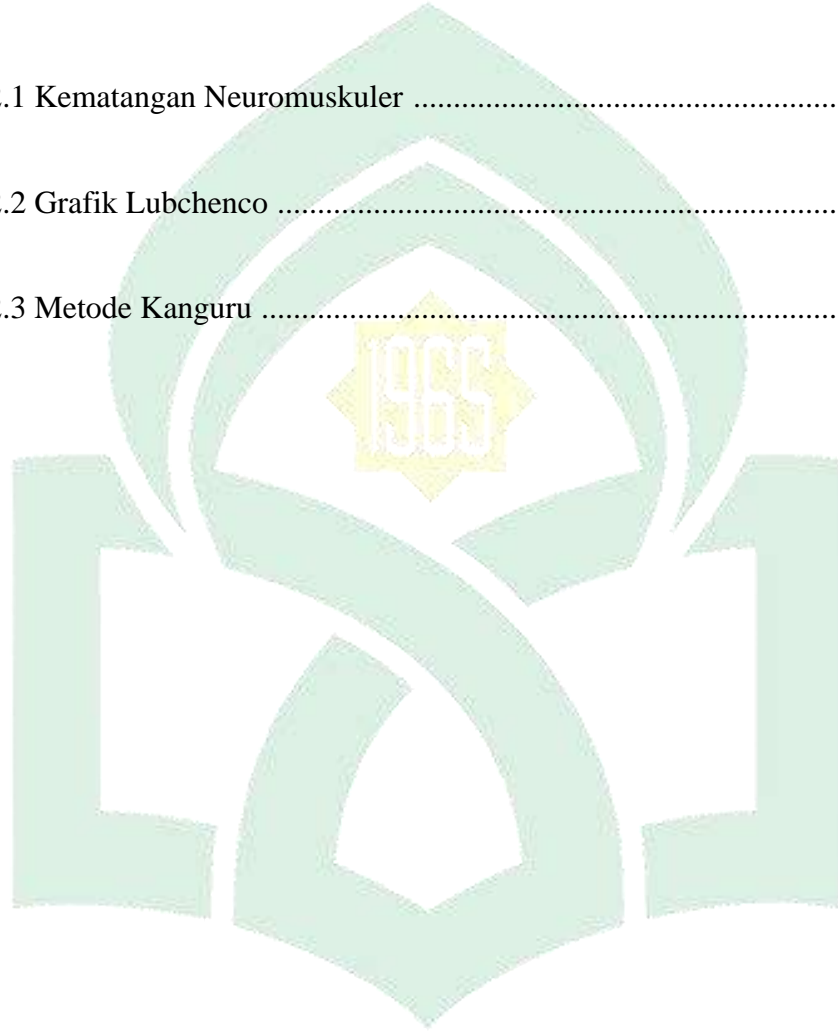 .1 Kematangan Neuromuskuler ........................................................................
.2 Grafik Lubchenco ........................................................................................
.3 Metode Kanguru ..........................................................................................
1965